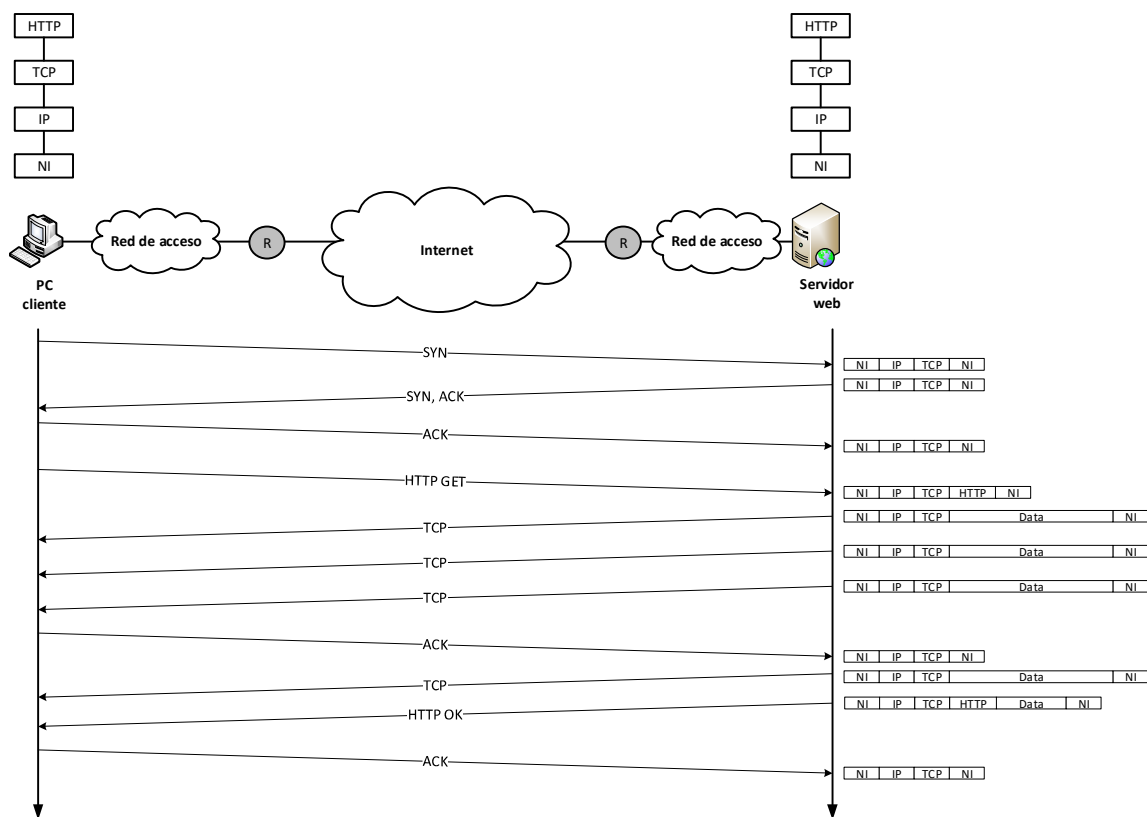 HTTP HTTP
TCP TCP
IP IP
NI NI
Red de acceso R Internet R Red de acceso
PC
cliente
Servidor
web
SYN
NI IP TCP NI
NI IP TCP NI
SYN, ACK
ACK
NI IP TCP NI
HTTP GET
NI IP TCP HTTP NI
TCP
NI IP TCP Data NI
TCP
NI IP TCP Data NI
TCP
NI IP TCP Data NI
ACK
NI IP TCP NI
TCP
NI IP TCP Data NI
HTTP OK
NI IP TCP HTTP Data NI
ACK
NI IP TCP NI